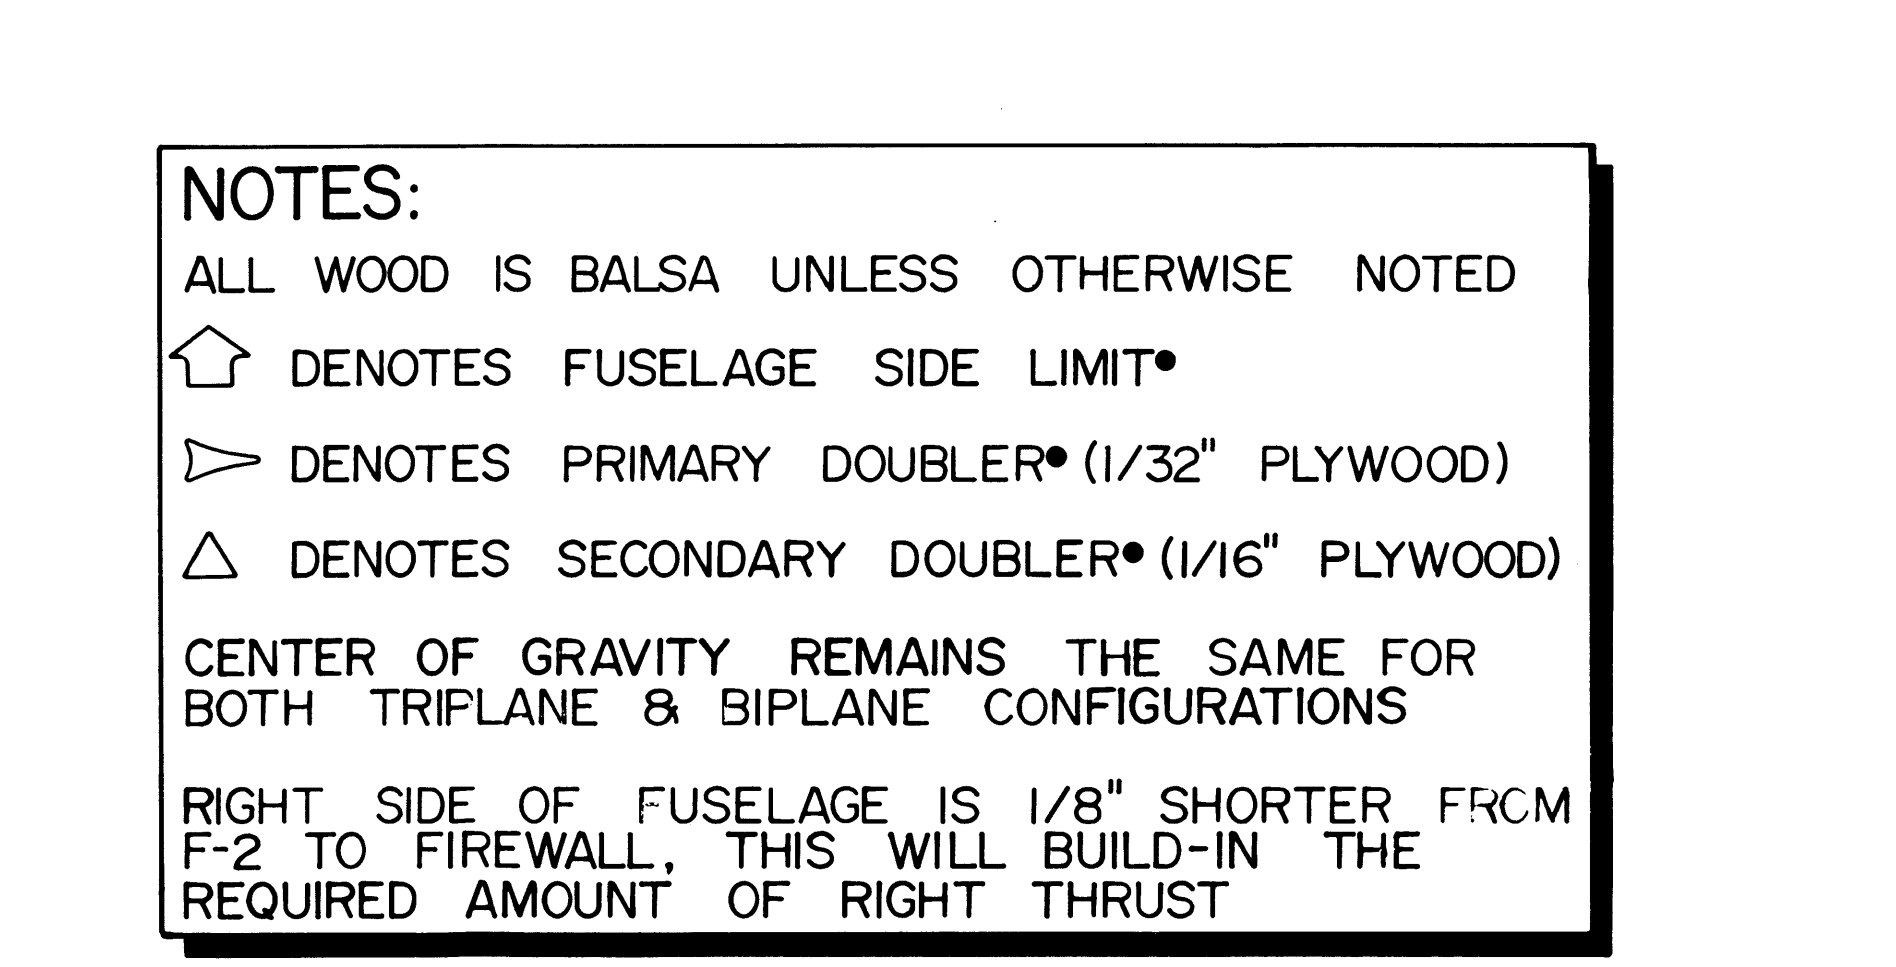 NOTES:
ALL WOOD IS BALSA UNLESS OTHERWISE NOTED
DENOTES FUSELAGE SIDE LIMIT•
DENOTES PRIMARY DOUBLER• (1/32" PLYWOOD)
DENOTES SECONDARY DOUBLER• (1/16" PLYWOOD)
CENTER OF GRAVITY REMAINS THE SAME FOR
BOTH TRIPLANE & BIPLANE CONFIGURATIONS
RIGHT SIDE OF FUSELAGE IS 1/8" SHORTER FROM
F-2 TO FIREWALL, THIS WILL BUILD-IN THE
REQUIRED AMOUNT OF RIGHT THRUST